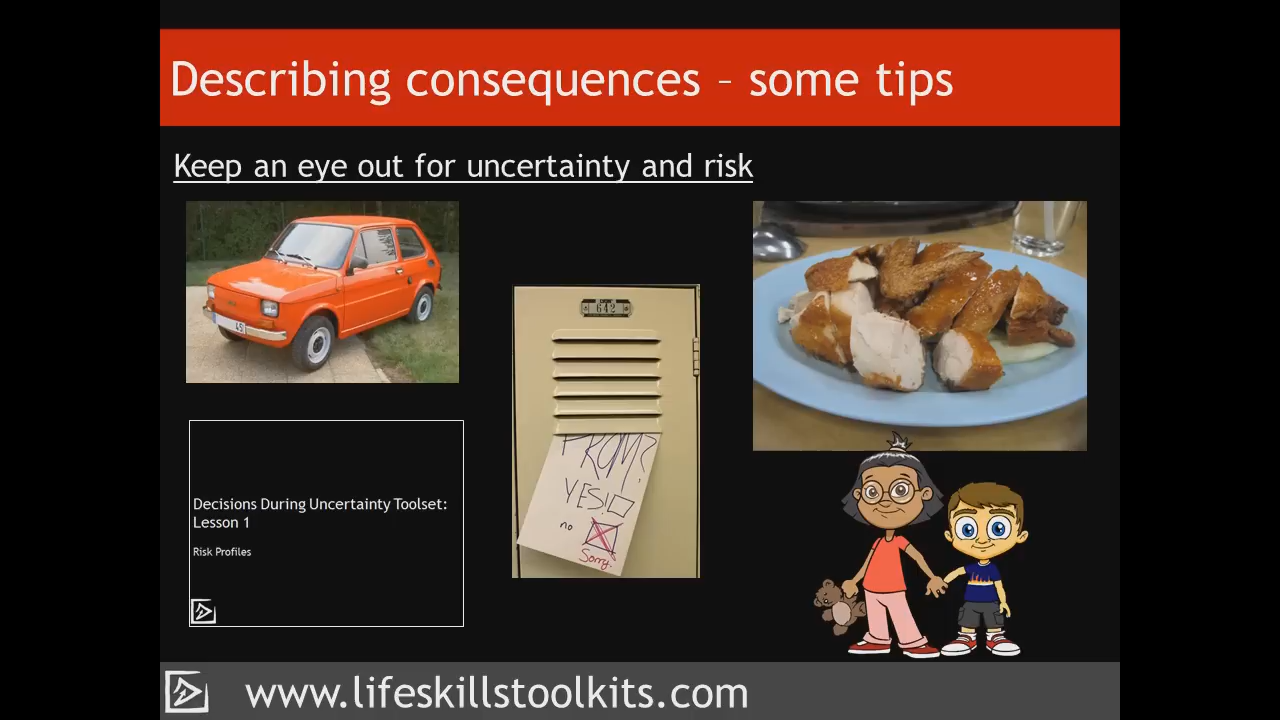 Describing consequences – some tips
Keep an eye out for uncertainty and risk
642
PROM?
YES!
no
Sorry.
Decisions During Uncertainty Toolset:
Lesson 1
Risk Profiles
www.lifeskillstoolkits.com